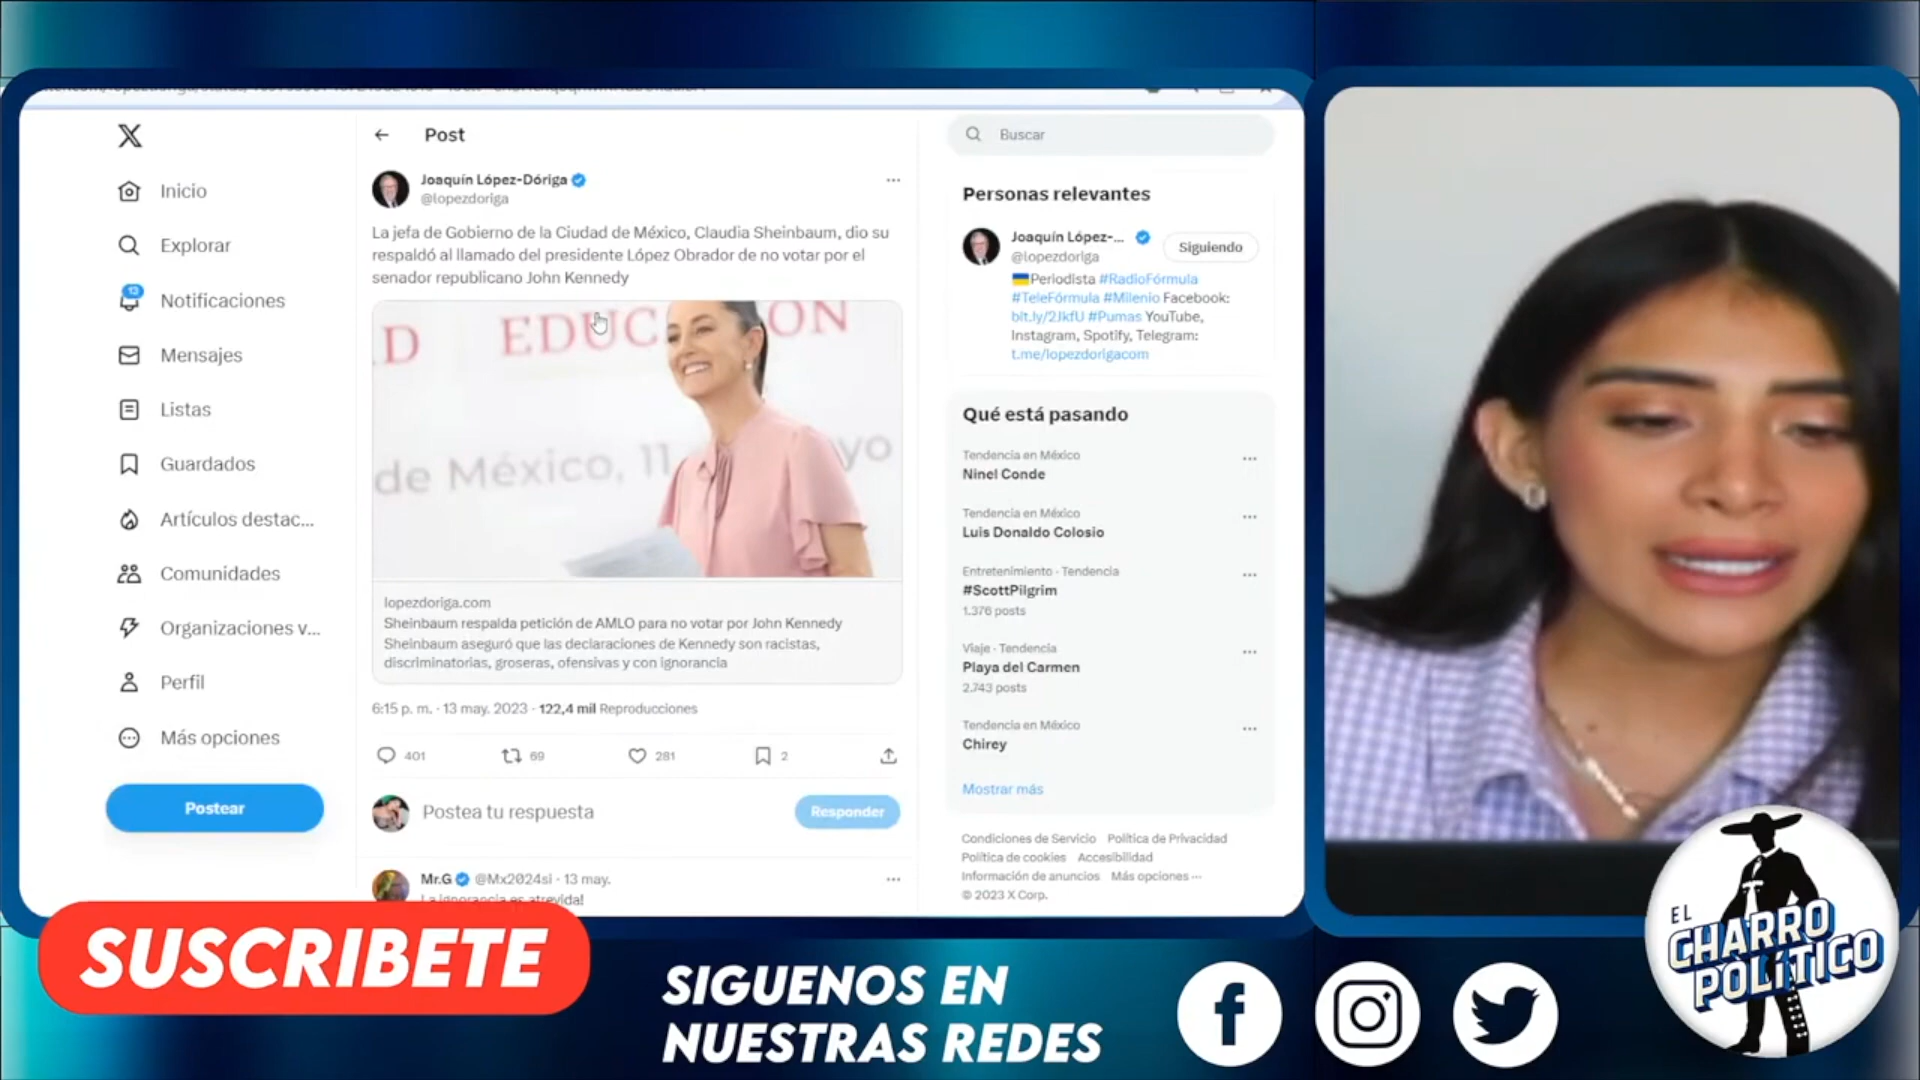 Post
Buscar
Inicio
Explorar
13
Notificaciones
Mensajes
Listas
Guardados
Artículos destac...
Comunidades
Organizaciones v...
Perfil
Más opciones
Postear
Joaquín López-Dóriga
@lopezdoriga
La jefa de Gobierno de la Ciudad de México, Claudia Sheinbaum, dio su
respaldó al llamado del presidente López Obrador de no votar por el
senador republicano John Kennedy
D EDUC ON
de México, 11 yo
lopezdoriga.com
Sheinbaum respalda petición de AMLO para no votar por John Kennedy
Sheinbaum aseguró que las declaraciones de Kennedy son racistas,
discriminatorias, groseras, ofensivas y con ignorancia
6:15 p. m. · 13 may. 2023 · 122,4 mil Reproducciones
401 69 281 2
Postea tu respuesta
Responder
Mr.G @Mx2024si · 13 may.
La ignorancia es atrevida!
Personas relevantes
Joaquín López-...
@lopezdoriga
Siguiendo
Periodista #RadioFórmula
#TeleFórmula #Milenio Facebook:
bit.ly/2JkfU #Pumas YouTube,
Instagram, Spotify, Telegram:
t.me/lopezdorigacom
Qué está pasando
Tendencia en México
Ninel Conde
Tendencia en México
Luis Donaldo Colosio
Entretenimiento · Tendencia
#ScottPilgrim
1.376 posts
Viaje · Tendencia
Playa del Carmen
2.743 posts
Tendencia en México
Chirey
Mostrar más
Condiciones de Servicio Política de Privacidad
Política de cookies Accesibilidad
Información de anuncios Más opciones ···
© 2023 X Corp.
SUSCRIBETE
SIGUENOS EN
NUESTRAS REDES
EL
CHARRO
POLÍTICO